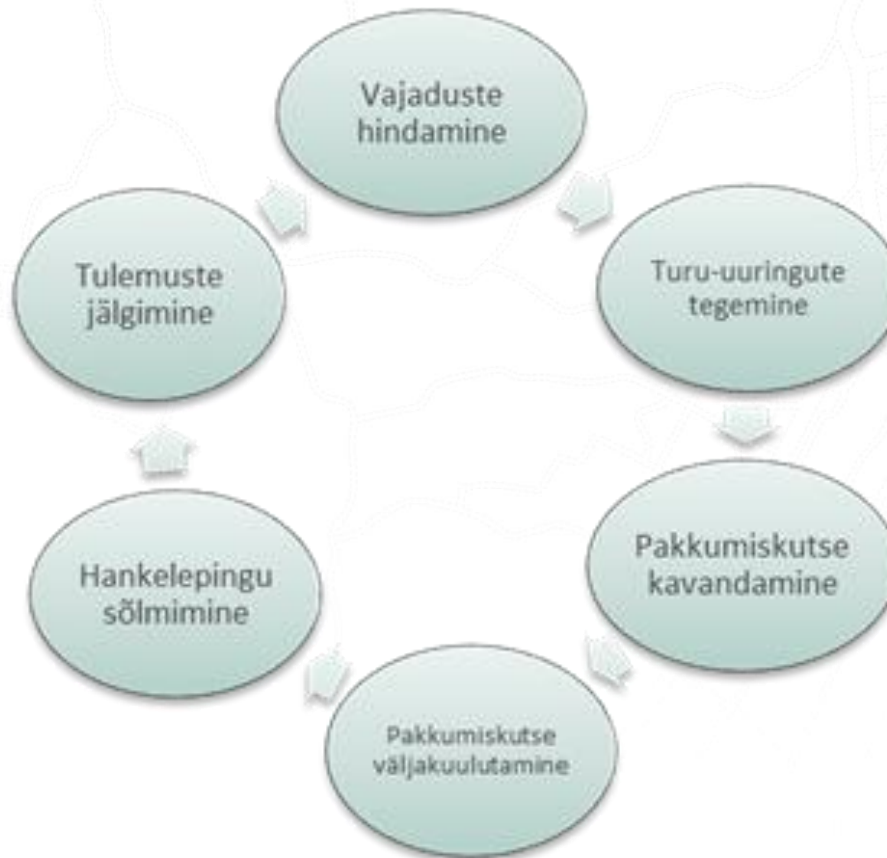 Vajaduste
hindamine
Turu-uuringute
tegemine
Pakkumiskutse
kavandamine
Pakkumiskutse
väljakuulutamine
Hankelepingu
sõlmimine
Tulemuste
jälgimine